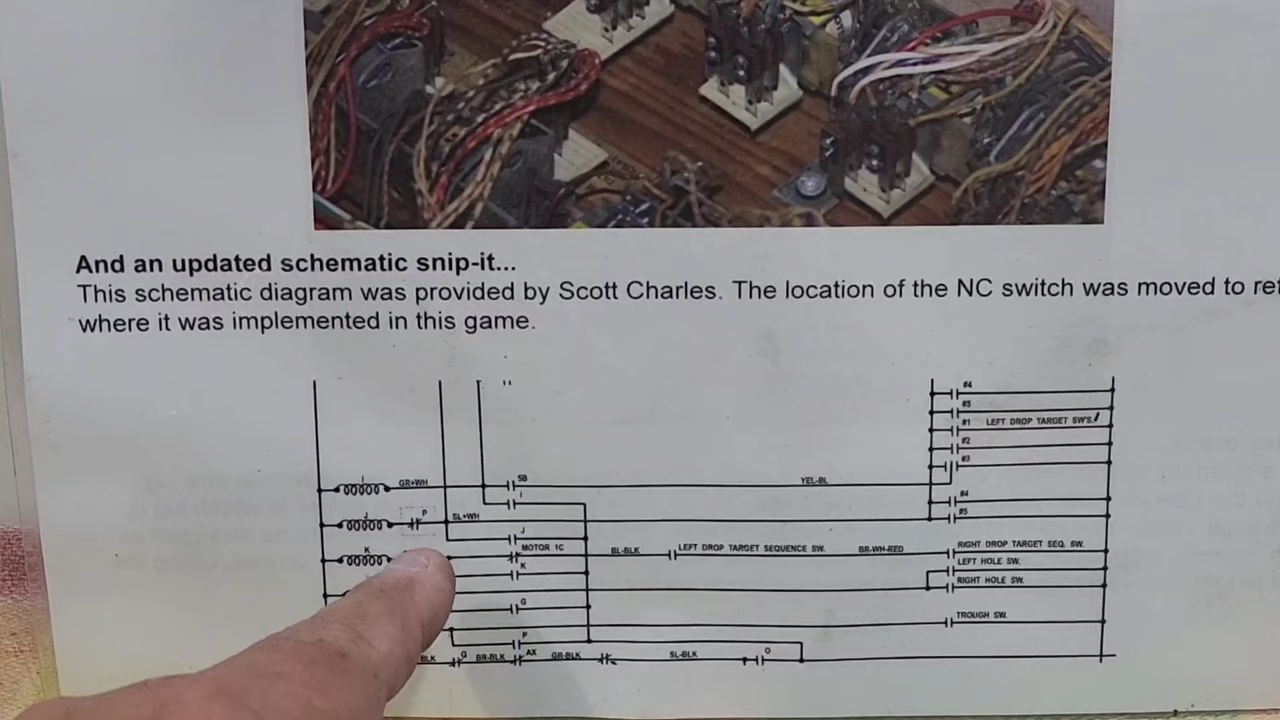 And an updated schematic snip-it...
This schematic diagram was provided by Scott Charles. The location of the NC switch was moved to
where it was implemented in this game.
#4
#5
#1 LEFT DROP TARGET SW'S.
#2
#3
I GR+WH SB YEL-BL
I #4
J P SL+WH #5
J
K MOTOR 1C BL-BLK LEFT DROP TARGET SEQUENCE SW. BR-WH-RED RIGHT DROP TARGET SEQ. SW.
K LEFT HOLE SW.
RIGHT HOLE SW.
G
TROUGH SW.
P
BLK Q BR-BLK AX GR-BLK SL-BLK O